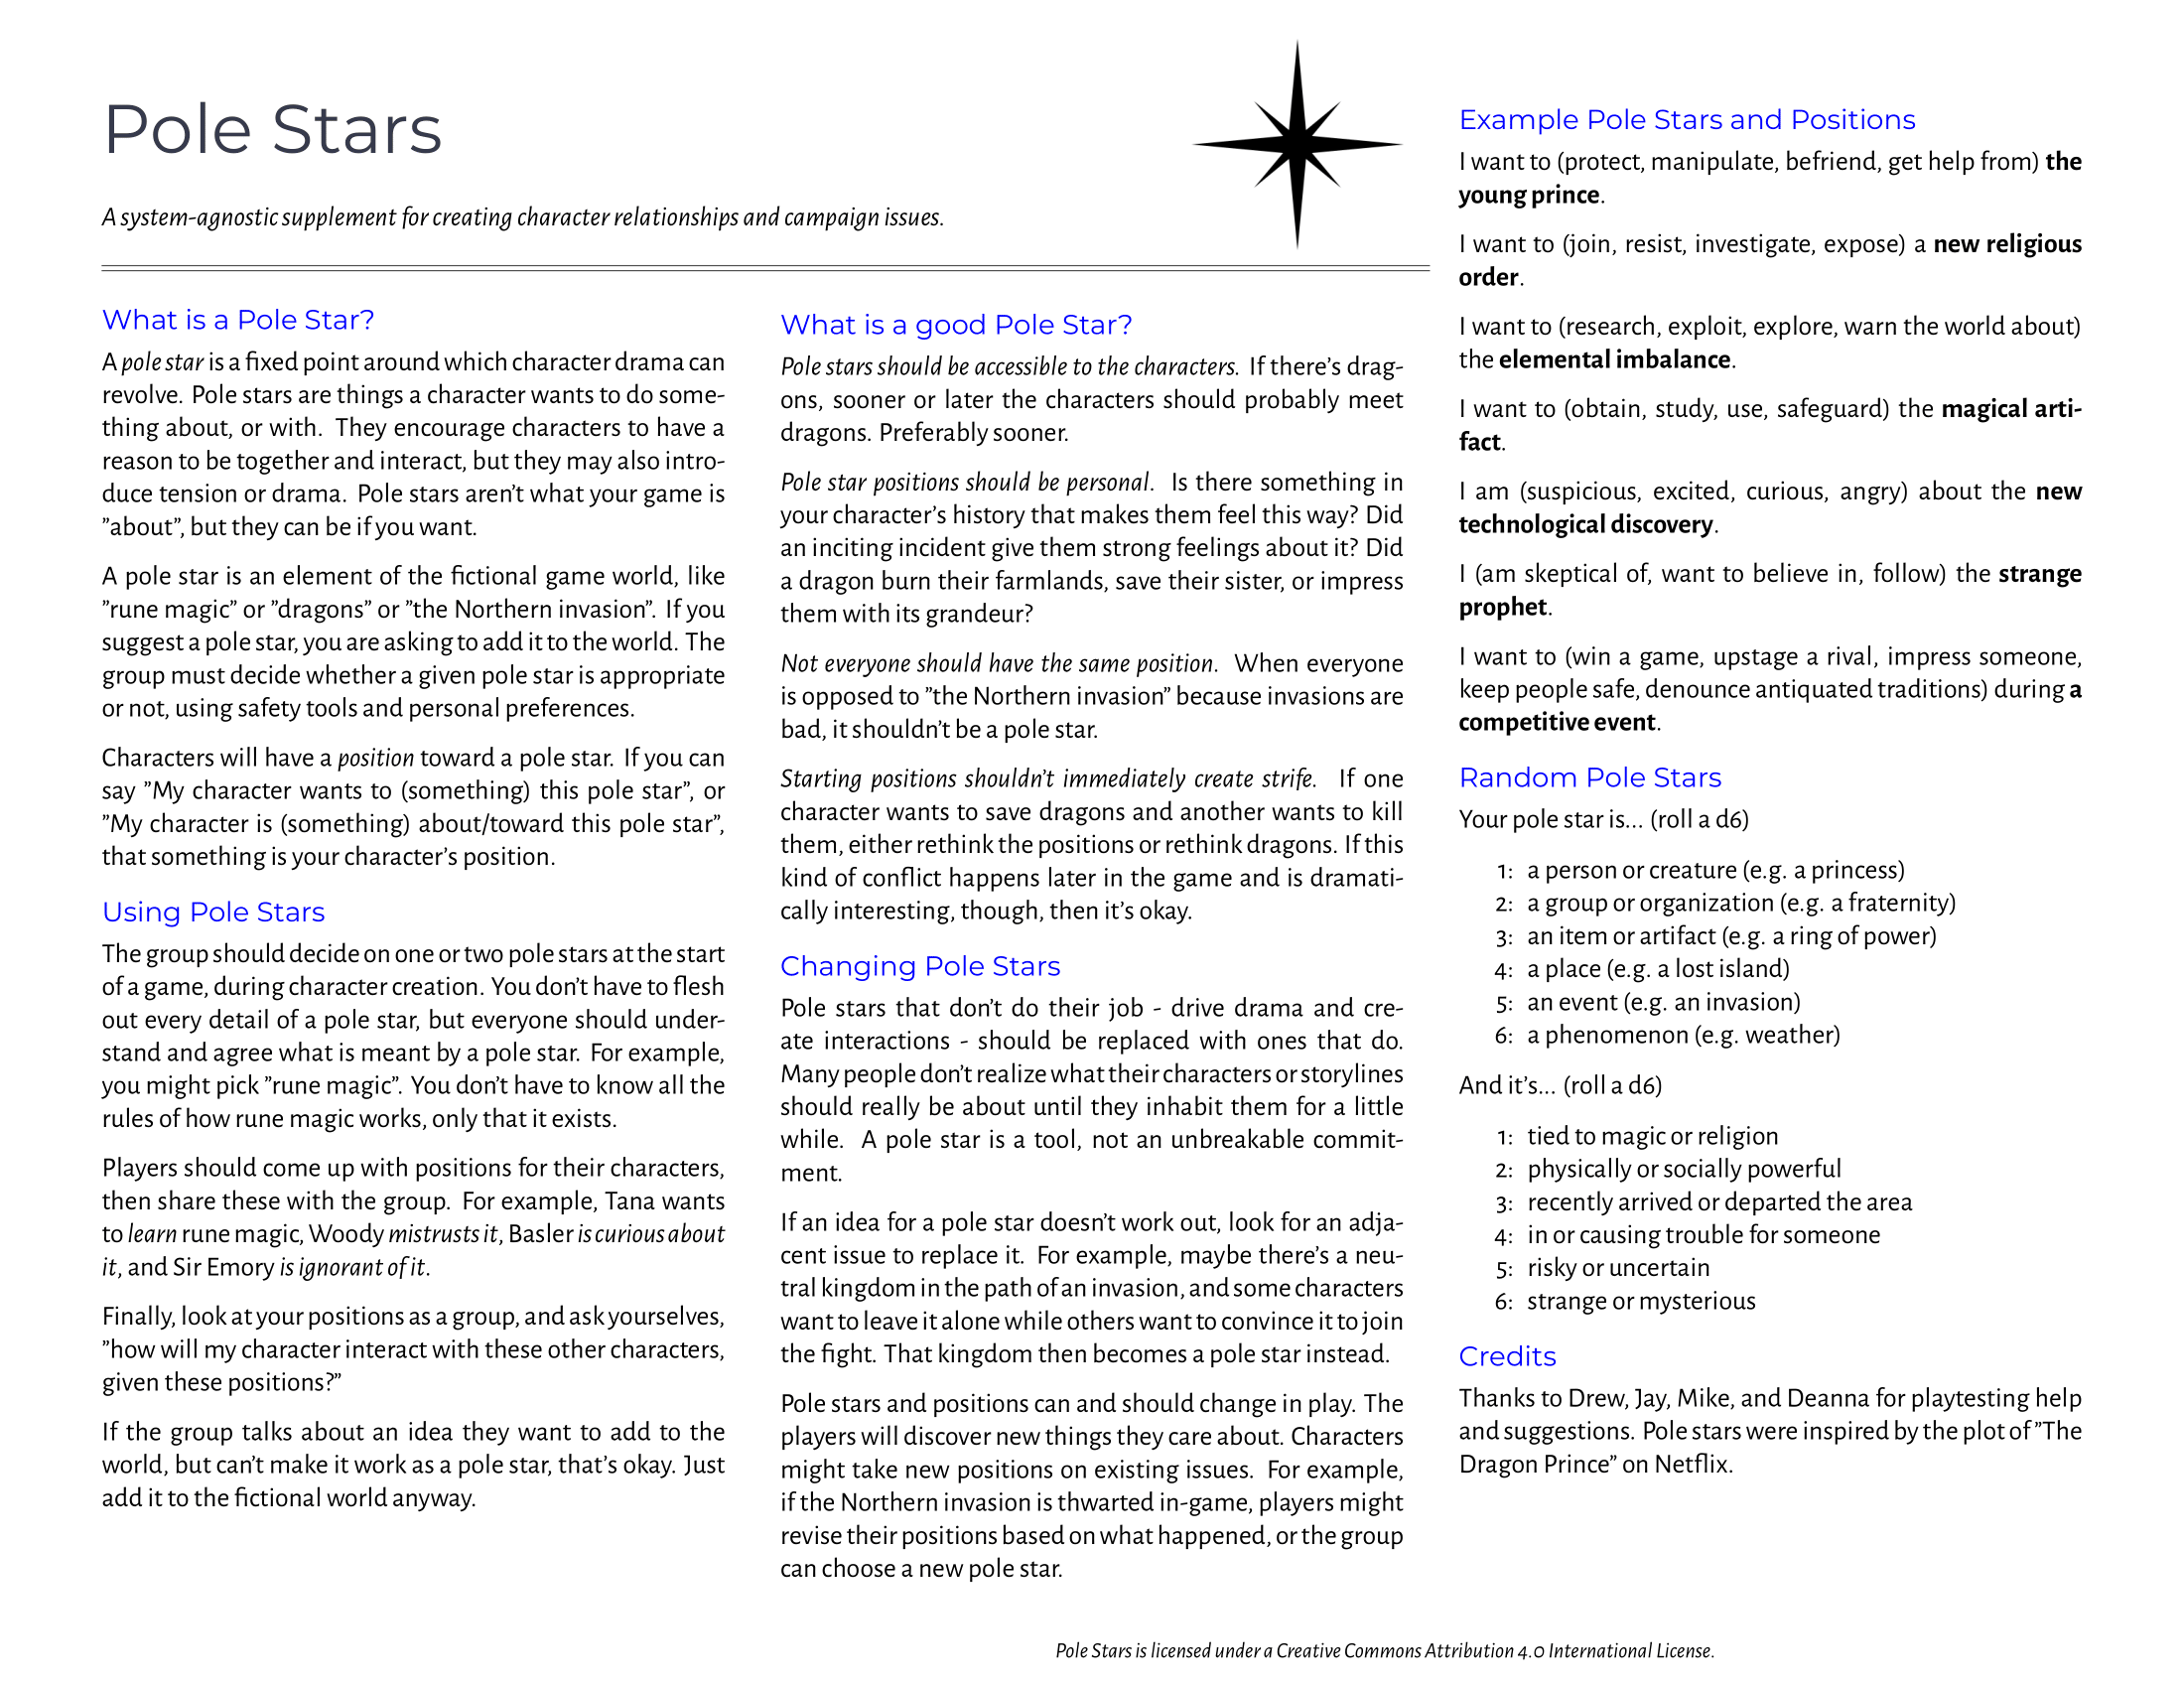 Pole Stars
A system-agnostic supplement for creating character relationships and campaign issues.
What is a Pole Star?
A pole star is a fixed point around which character drama can
revolve. Pole stars are things a character wants to do some-
thing about, or with. They encourage characters to have a
reason to be together and interact, but they may also intro-
duce tension or drama. Pole stars aren't what your game is
”about”, but they can be if you want.
A pole star is an element of the fictional game world, like
”rune magic” or ”dragons” or ”the Northern invasion”. If you
suggest a pole star, you are asking to add it to the world. The
group must decide whether a given pole star is appropriate
or not, using safety tools and personal preferences.
Characters will have a position toward a pole star. If you can
say ”My character wants to (something) this pole star”, or
”My character is (something) about/toward this pole star”,
that something is your character's position.
Using Pole Stars
The group should decide on one or two pole stars at the start
of a game, during character creation. You don't have to flesh
out every detail of a pole star, but everyone should under-
stand and agree what is meant by a pole star. For example,
you might pick ”rune magic”. You don't have to know all the
rules of how rune magic works, only that it exists.
Players should come up with positions for their characters,
then share these with the group. For example, Tana wants
to learn rune magic, Woody mistrusts it, Basler is curious about
it, and Sir Emory is ignorant of it.
Finally, look at your positions as a group, and ask yourselves,
”how will my character interact with these other characters,
given these positions?”
If the group talks about an idea they want to add to the
world, but can't make it work as a pole star, that's okay. Just
add it to the fictional world anyway.
What is a good Pole Star?
Pole stars should be accessible to the characters. If there's drag-
ons, sooner or later the characters should probably meet
dragons. Preferably sooner.
Pole star positions should be personal. Is there something in
your character's history that makes them feel this way? Did
an inciting incident give them strong feelings about it? Did
a dragon burn their farmlands, save their sister, or impress
them with its grandeur?
Not everyone should have the same position. When everyone
is opposed to ”the Northern invasion” because invasions are
bad, it shouldn't be a pole star.
Starting positions shouldn't immediately create strife. If one
character wants to save dragons and another wants to kill
them, either rethink the positions or rethink dragons. If this
kind of conflict happens later in the game and is dramati-
cally interesting, though, then it's okay.
Changing Pole Stars
Pole stars that don't do their job - drive drama and cre-
ate interactions - should be replaced with ones that do.
Many people don't realize what their characters or storylines
should really be about until they inhabit them for a little
while. A pole star is a tool, not an unbreakable commit-
ment.
If an idea for a pole star doesn't work out, look for an adja-
cent issue to replace it. For example, maybe there's a neu-
tral kingdom in the path of an invasion, and some characters
want to leave it alone while others want to convince it to join
the fight. That kingdom then becomes a pole star instead.
Pole stars and positions can and should change in play. The
players will discover new things they care about. Characters
might take new positions on existing issues. For example,
if the Northern invasion is thwarted in-game, players might
revise their positions based on what happened, or the group
can choose a new pole star.
Example Pole Stars and Positions
I want to (protect, manipulate, befriend, get help from) the
young prince.
I want to (join, resist, investigate, expose) a new religious
order.
I want to (research, exploit, explore, warn the world about)
the elemental imbalance.
I want to (obtain, study, use, safeguard) the magical arti-
fact.
I am (suspicious, excited, curious, angry) about the new
technological discovery.
I (am skeptical of, want to believe in, follow) the strange
prophet.
I want to (win a game, upstage a rival, impress someone,
keep people safe, denounce antiquated traditions) during a
competitive event.
Random Pole Stars
Your pole star is... (roll a d6)
1: a person or creature (e.g. a princess)
2: a group or organization (e.g. a fraternity)
3: an item or artifact (e.g. a ring of power)
4: a place (e.g. a lost island)
5: an event (e.g. an invasion)
6: a phenomenon (e.g. weather)
And it's... (roll a d6)
1: tied to magic or religion
2: physically or socially powerful
3: recently arrived or departed the area
4: in or causing trouble for someone
5: risky or uncertain
6: strange or mysterious
Credits
Thanks to Drew, Jay, Mike, and Deanna for playtesting help
and suggestions. Pole stars were inspired by the plot of ”The
Dragon Prince” on Netflix.
Pole Stars is licensed under a Creative Commons Attribution 4.0 International License.